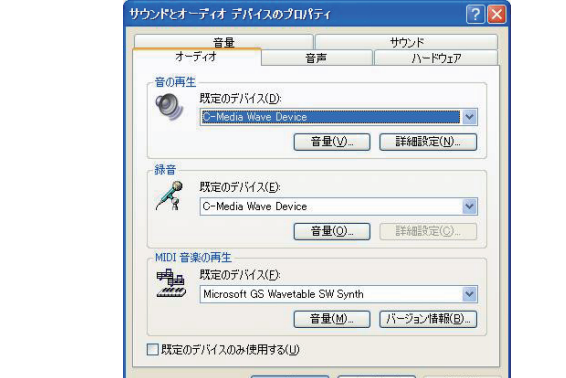 サウンドとオーディオ デバイスのプロパティ
音量
サウンド
オーディオ
音声
ハードウェア
音の再生
既定のデバイス(D):
C-Media Wave Device
音量(V)...
詳細設定(N)...
録音
既定のデバイス(E):
C-Media Wave Device
音量(O)...
詳細設定(C)...
MIDI 音楽の再生
既定のデバイス(F):
Microsoft GS Wavetable SW Synth
音量(M)...
バージョン情報(B)...
既定のデバイスのみ使用する(U)